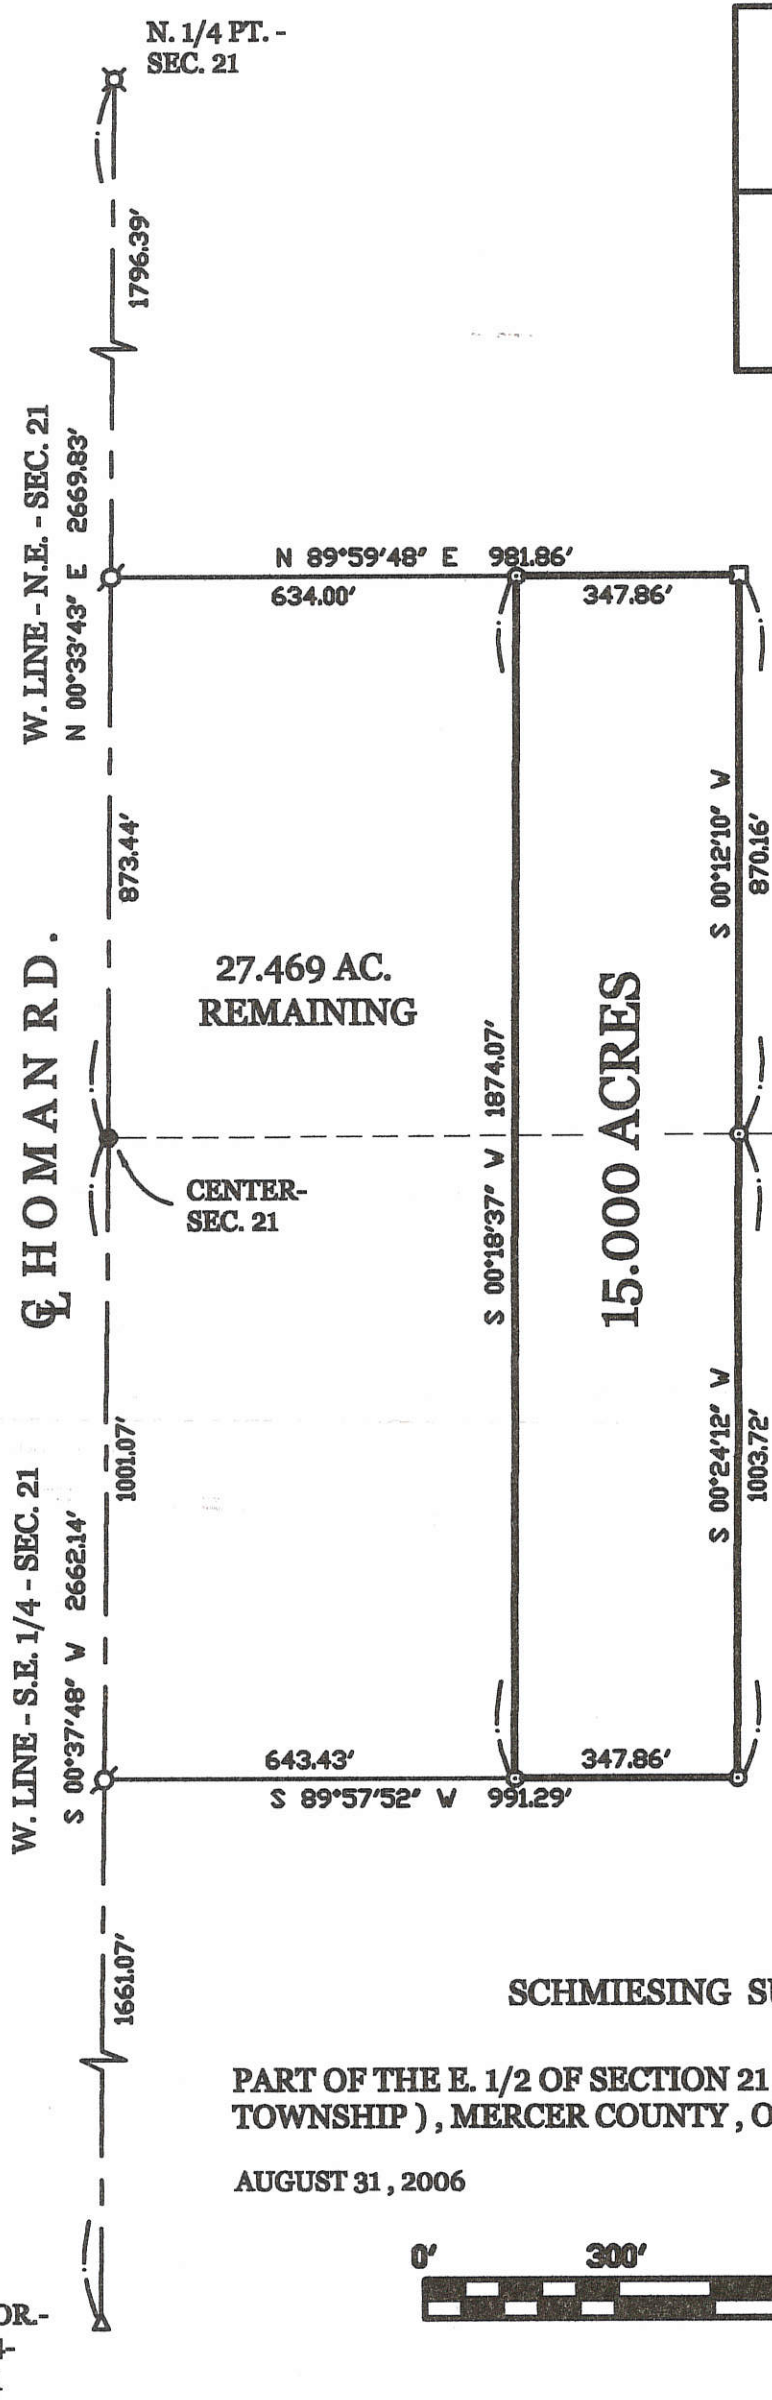 N. 1/4 PT. -
SEC. 21
1796.39'
W. LINE - N.E. - SEC. 21
N 00°33'43" E 2669.83'
N 89°59'48" E 981.86'
634.00'
347.86'
873.44'
S 00°12'10" W
870.16'
27.469 AC.
REMAINING
℄ HOMAN RD.
S 00°18'37" W 1874.07'
15.000 ACRES
CENTER-
SEC. 21
W. LINE - S.E. 1/4 - SEC. 21
S 00°37'48" W 2662.14'
1001.07'
S 00°24'12" W
1003.72'
643.43'
347.86'
S 89°57'52" W 991.29'
1661.07'
SCHMIESING
PART OF THE E. 1/2 OF SECTION 21
TOWNSHIP ) , MERCER COUNTY , O
AUGUST 31 , 2006
0' 300'
OR.-